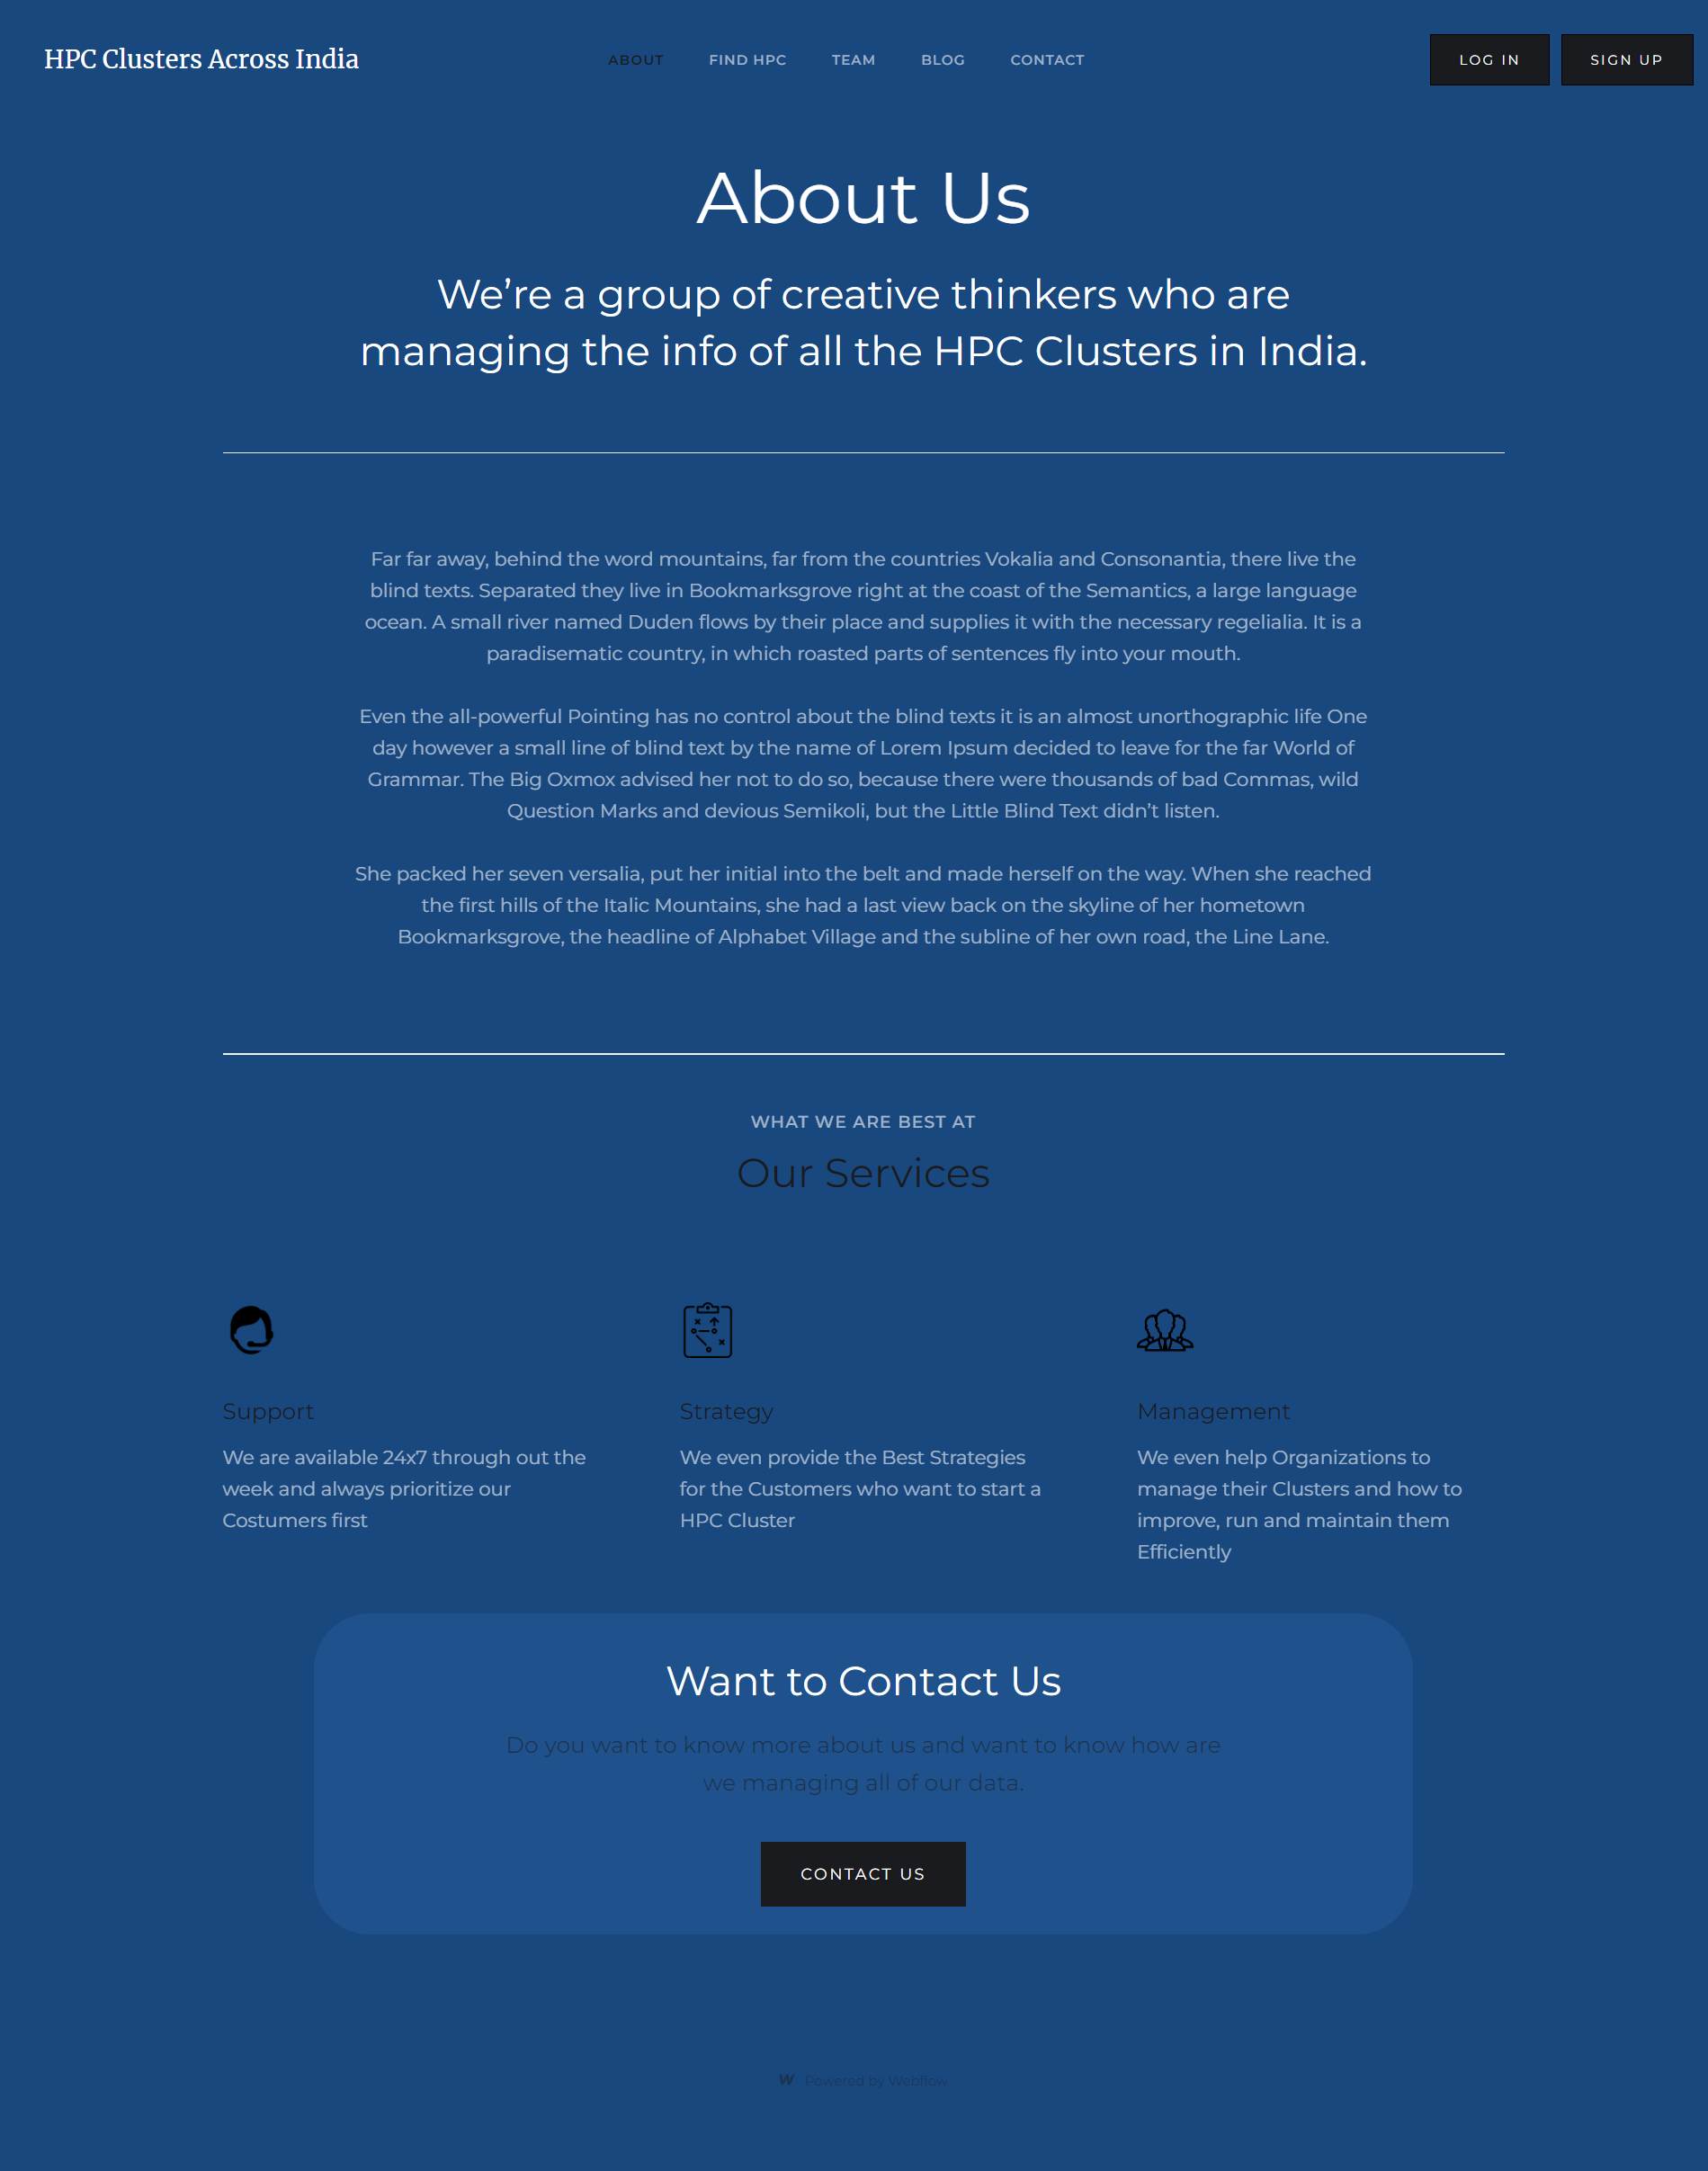 HPC Clusters Across India
ABOUT
FIND HPC
TEAM
BLOG
CONTACT
LOG IN
SIGN UP
About Us
We’re a group of creative thinkers who are
managing the info of all the HPC Clusters in India.
Far far away, behind the word mountains, far from the countries Vokalia and Consonantia, there live the
blind texts. Separated they live in Bookmarksgrove right at the coast of the Semantics, a large language
ocean. A small river named Duden flows by their place and supplies it with the necessary regelialia. It is a
paradisematic country, in which roasted parts of sentences fly into your mouth.
Even the all-powerful Pointing has no control about the blind texts it is an almost unorthographic life One
day however a small line of blind text by the name of Lorem Ipsum decided to leave for the far World of
Grammar. The Big Oxmox advised her not to do so, because there were thousands of bad Commas, wild
Question Marks and devious Semikoli, but the Little Blind Text didn’t listen.
She packed her seven versalia, put her initial into the belt and made herself on the way. When she reached
the first hills of the Italic Mountains, she had a last view back on the skyline of her hometown
Bookmarksgrove, the headline of Alphabet Village and the subline of her own road, the Line Lane.
WHAT WE ARE BEST AT
Our Services
Support
We are available 24x7 through out the
week and always prioritize our
Costumers first
Strategy
We even provide the Best Strategies
for the Customers who want to start a
HPC Cluster
Management
We even help Organizations to
manage their Clusters and how to
improve, run and maintain them
Efficiently
Want to Contact Us
Do you want to know more about us and want to know how are
we managing all of our data.
CONTACT US
Powered by Webflow